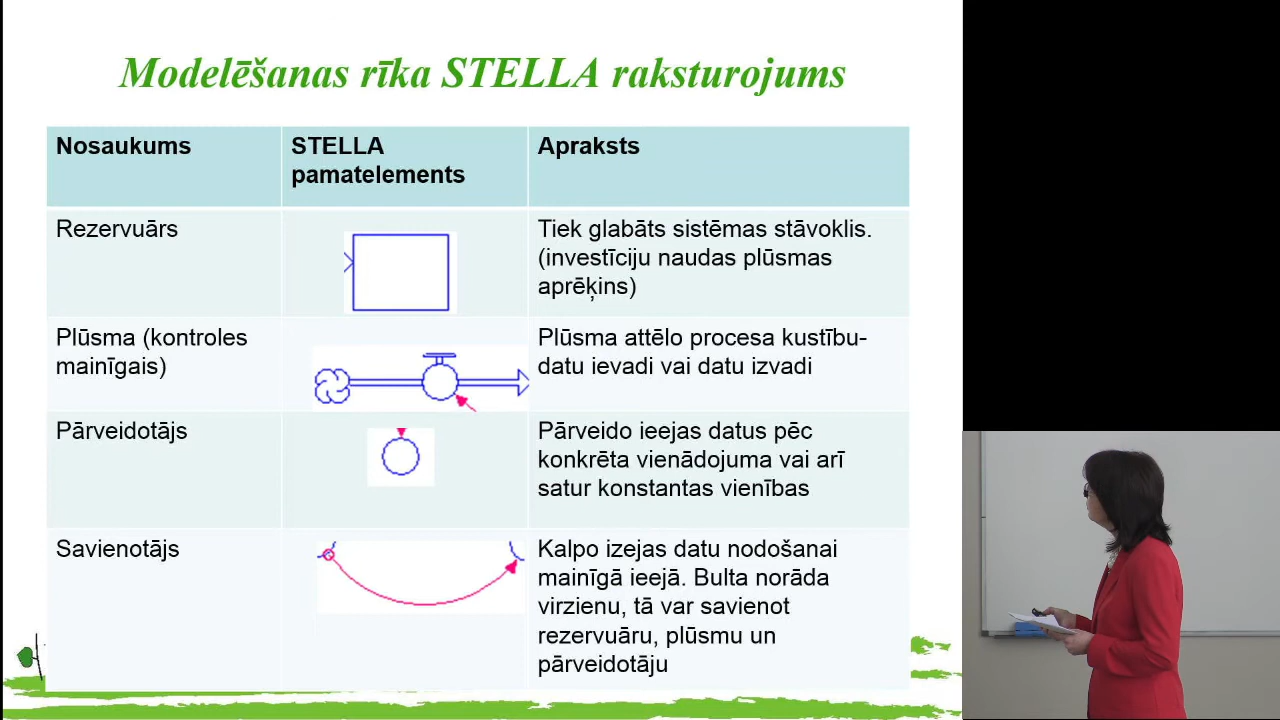 Modelēšanas rīka STELLA raksturojums
Nosaukums
STELLA
pamatelements
Apraksts
Rezervuārs
Tiek glabāts sistēmas stāvoklis.
(investīciju naudas plūsmas
aprēķins)
Plūsma (kontroles
mainīgais)
Plūsma attēlo procesa kustību-
datu ievadi vai datu izvadi
Pārveidotājs
Pārveido ieejas datus pēc
konkrēta vienādojuma vai arī
satur konstantas vienības
Savienotājs
Kalpo izejas datu nodošanai
mainīgā ieejā. Bulta norāda
virzienu, tā var savienot
rezervuāru, plūsmu un
pārveidotāju